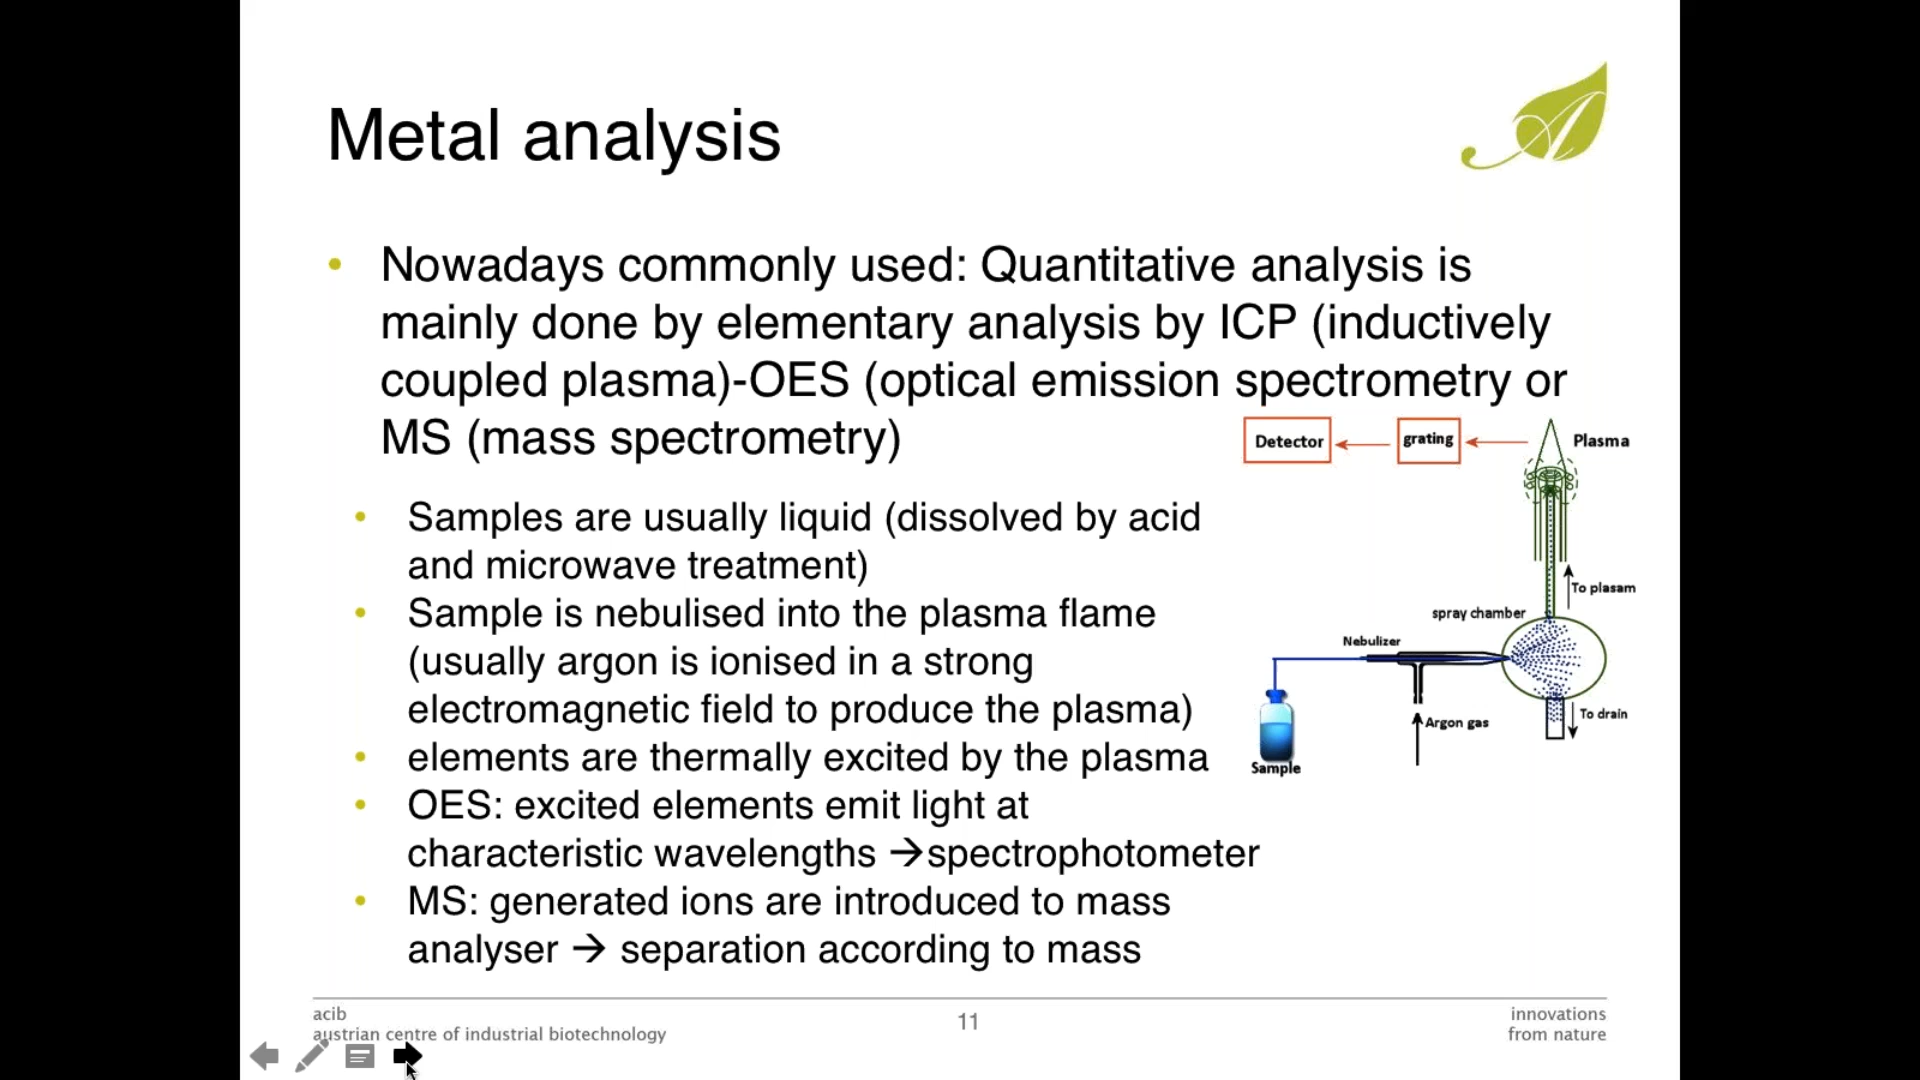 Metal analysis
• Nowadays commonly used: Quantitative analysis is
mainly done by elementary analysis by ICP (inductively
coupled plasma)-OES (optical emission spectrometry or
MS (mass spectrometry)
• Samples are usually liquid (dissolved by acid
and microwave treatment)
• Sample is nebulised into the plasma flame
(usually argon is ionised in a strong
electromagnetic field to produce the plasma)
• elements are thermally excited by the plasma
• OES: excited elements emit light at
characteristic wavelengths →spectrophotometer
• MS: generated ions are introduced to mass
analyser → separation according to mass
Detector
grating
Plasma
To plasam
spray chamber
Nebulizer
To drain
Argon gas
Sample
acib
austrian centre of industrial biotechnology
11
innovations
from nature